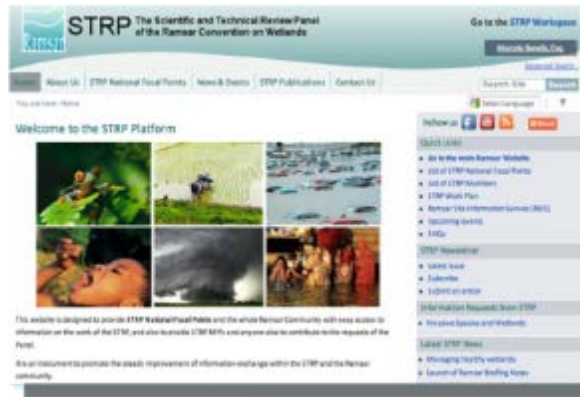 Ramsar
STRP The Scientific and Technical Review Panel
of the Ramsar Convention on Wetlands
Go to the STRP Workspace
Advanced Search
Home
About Us
STRP National Focal Points
News & Events
STRP Publications
Contact Us
Search Site
Search
You are here: Home
Select Language
Welcome to the STRP Platform
Follow us
Share
Quick Links
Go to the main Ramsar Website
List of STRP National Focal Points
List of STRP Members
STRP Work Plan
Ramsar Site Information Service (RSIS)
Upcoming events
FAQs
STRP Newsletter
Latest issue
Subscribe
Submit an article
Information Requests from STRP
Invasive Species and Wetlands
Latest STRP News
Managing healthy wetlands
Launch of Ramsar Briefing Notes
This website is designed to provide STRP National Focal Points and the whole Ramsar Community with easy access to
information on the work of the STRP, and also to enable STRP NFPs and anyone else to contribute to the requests of the
Panel.
It is an instrument to promote the steady improvement of information exchange within the STRP and the Ramsar
community.